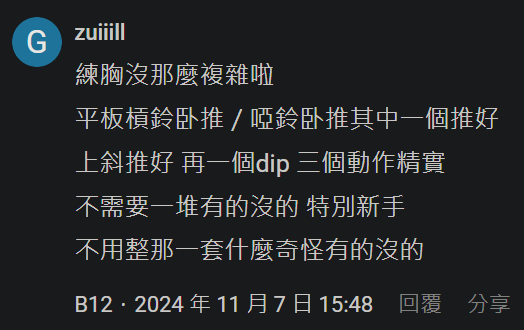 G
zuiiill
練胸沒那麼複雜啦
平板槓鈴卧推 / 啞鈴卧推其中一個推好
上斜推好 再一個dip 三個動作精實
不需要一堆有的沒的 特別新手
不用整那一套什麼奇怪有的沒的
B12 · 2024 年 11 月 7 日 15:48 回覆 分享